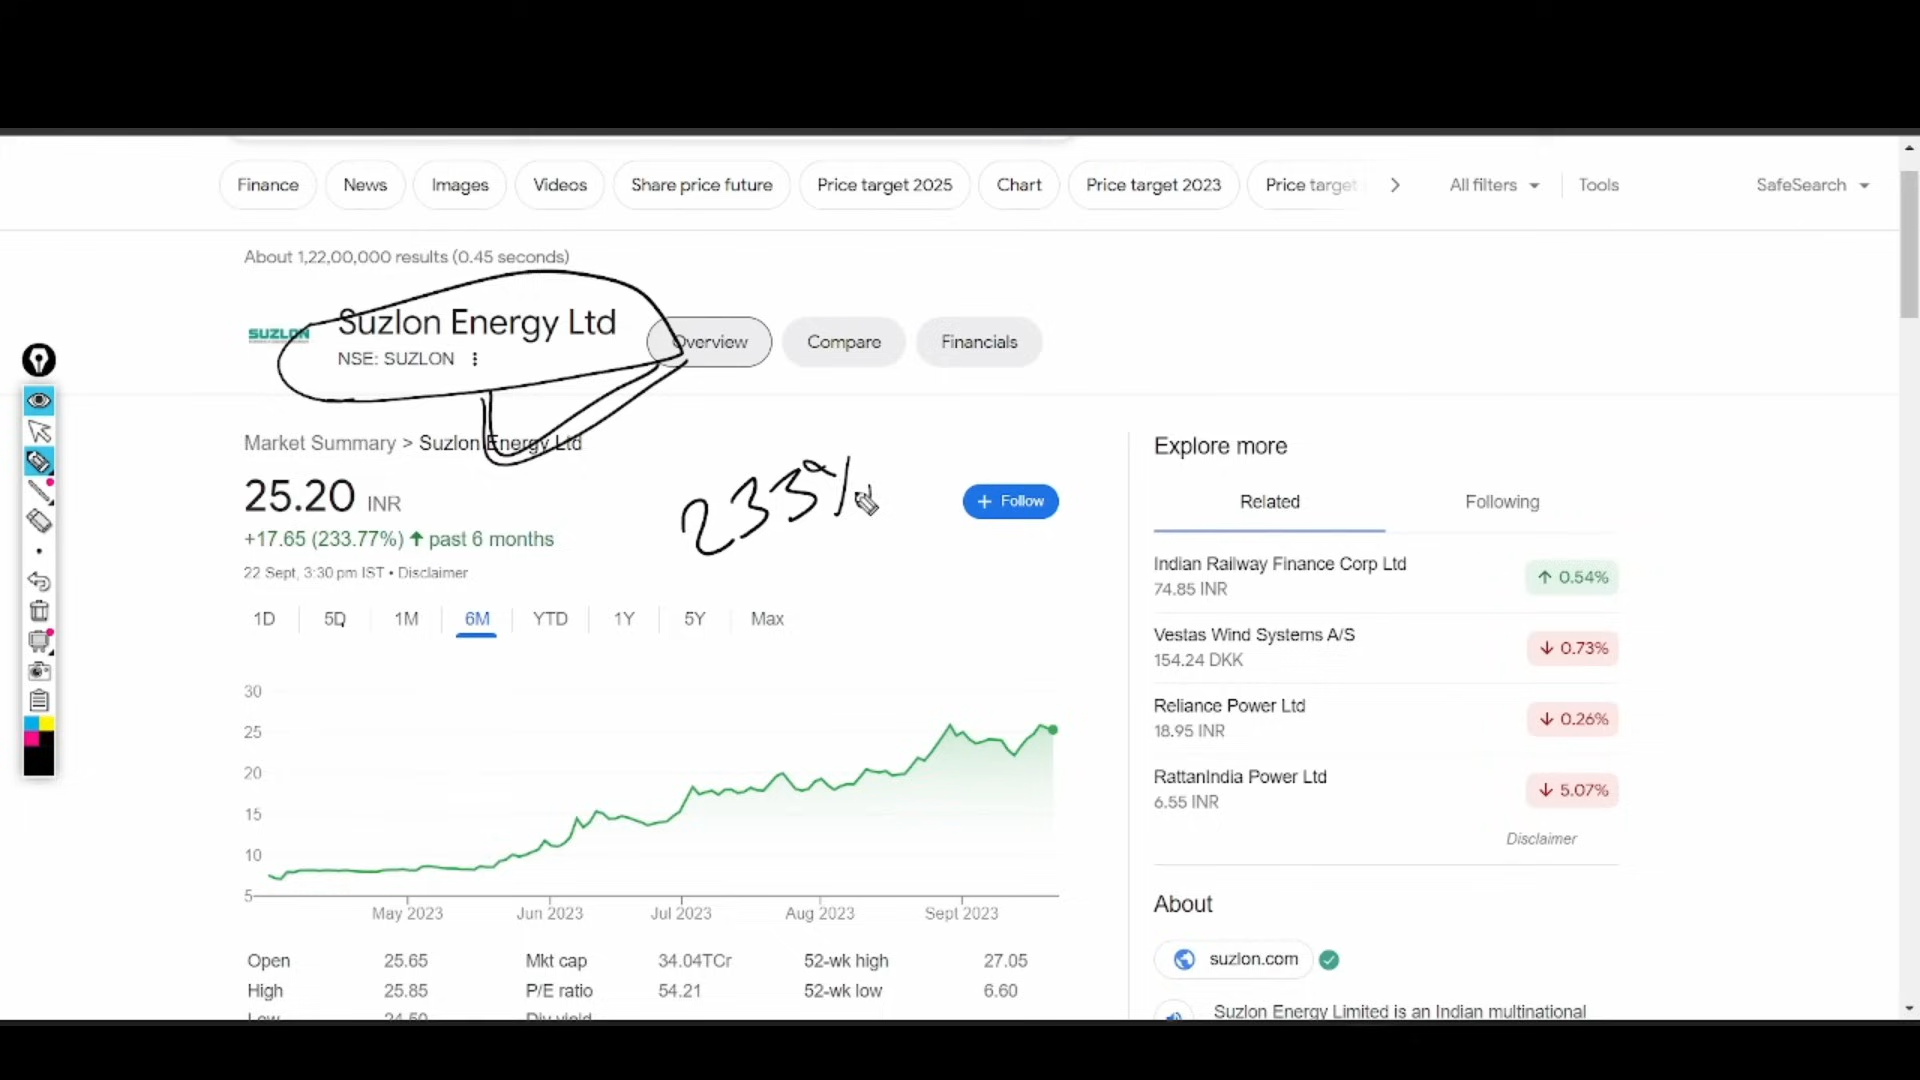 Finance News Images Videos Share price future Price target 2025 Chart Price target 2023 Price target All filters Tools SafeSearch
About 1,22,00,000 results (0.45 seconds)
SUZLON
Suzlon Energy Ltd
NSE: SUZLON
Overview Compare Financials
Market Summary > Suzlon Energy Ltd
25.20 INR
+17.65 (233.77%) ↑ past 6 months
22 Sept, 3:30 pm IST • Disclaimer
233%
+ Follow
1D 5D 1M 6M YTD 1Y 5Y Max
30
25
20
15
10
5
May 2023 Jun 2023 Jul 2023 Aug 2023 Sept 2023
Open 25.65 Mkt cap 34.04TCr 52-wk high 27.05
High 25.85 P/E ratio 54.21 52-wk low 6.60
Low 24.50 Div yield
Explore more
Related Following
Indian Railway Finance Corp Ltd
74.85 INR
↑ 0.54%
Vestas Wind Systems A/S
154.24 DKK
↓ 0.73%
Reliance Power Ltd
18.95 INR
↓ 0.26%
RattanIndia Power Ltd
6.55 INR
↓ 5.07%
Disclaimer
About
suzlon.com
Suzlon Energy Limited is an Indian multinational